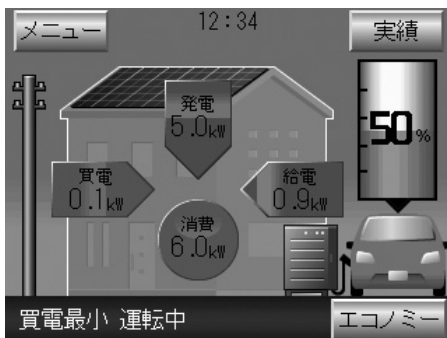 メニュー
12:34
実績
発電
5.0kW
50%
買電
0.1kW
給電
0.9kW
消費
6.0kW
買電最小 運転中
エコノミー